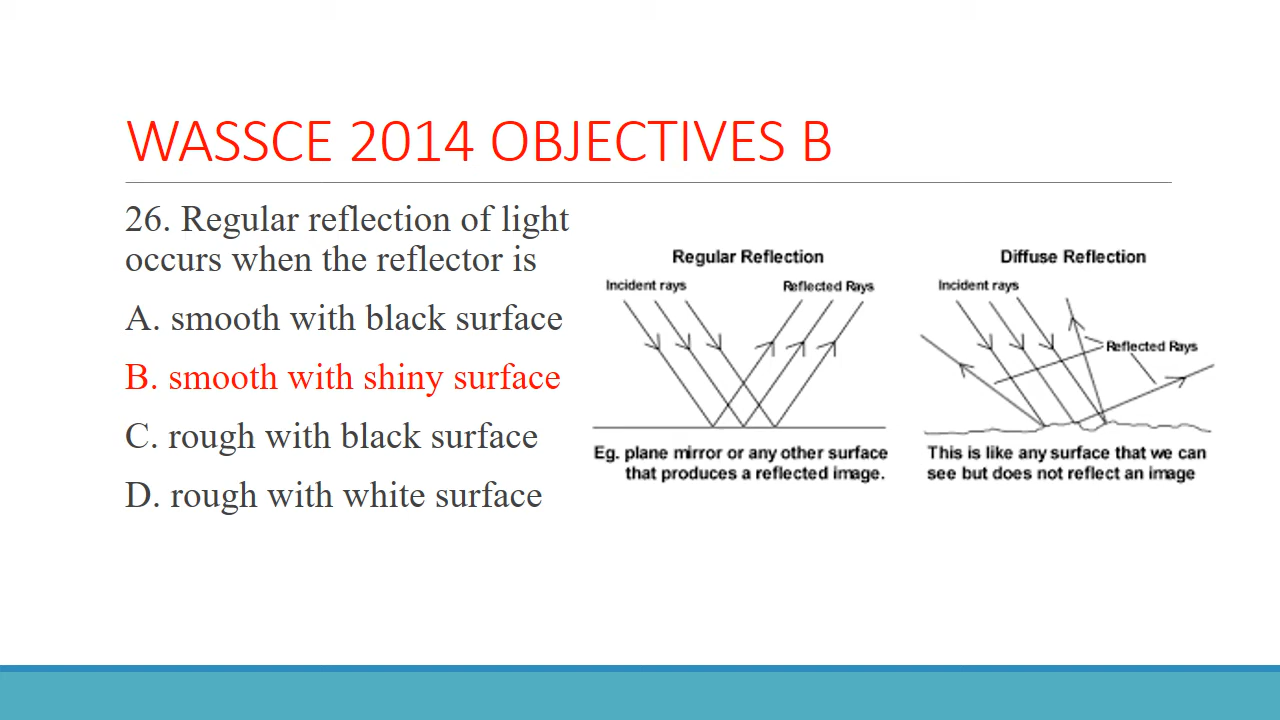 WASSCE 2014 OBJECTIVES B
26. Regular reflection of light
occurs when the reflector is
A. smooth with black surface
B. smooth with shiny surface
C. rough with black surface
D. rough with white surface
Regular Reflection
Incident rays
Reflected Rays
Eg. plane mirror or any other surface
that produces a reflected image.
Diffuse Reflection
Incident rays
Reflected Rays
This is like any surface that we can
see but does not reflect an image